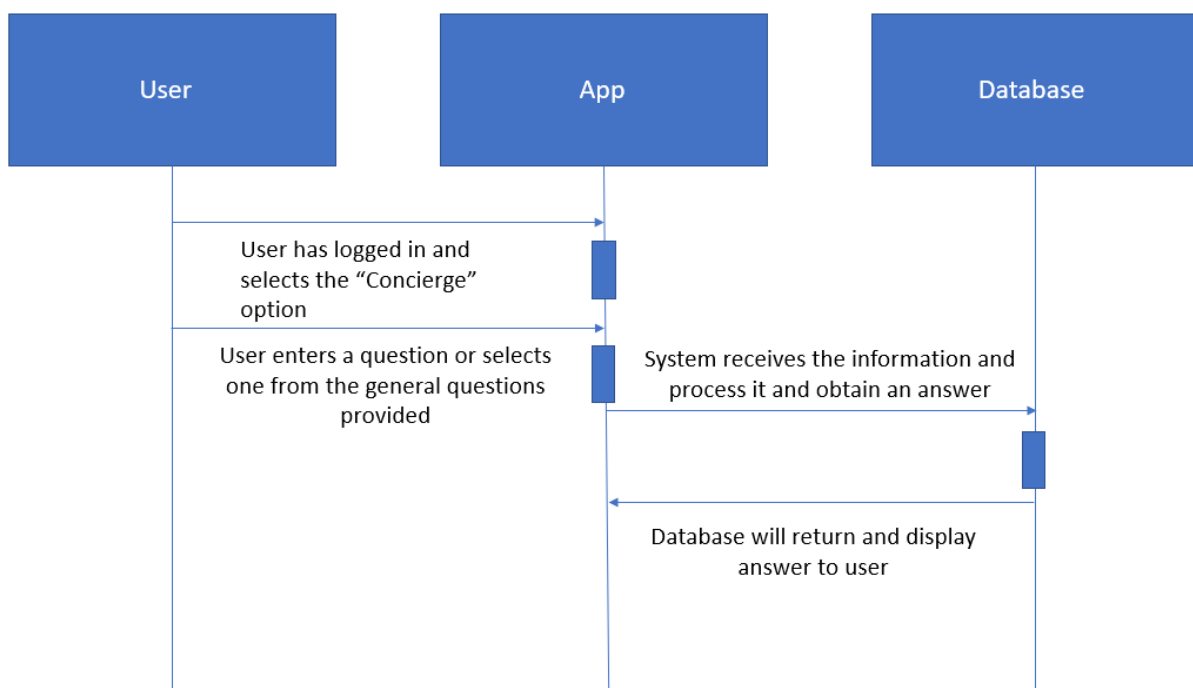 User
App
Database
User has logged in and
selects the “Concierge”
option
User enters a question or selects
one from the general questions
provided
System receives the information and
process it and obtain an answer
Database will return and display
answer to user